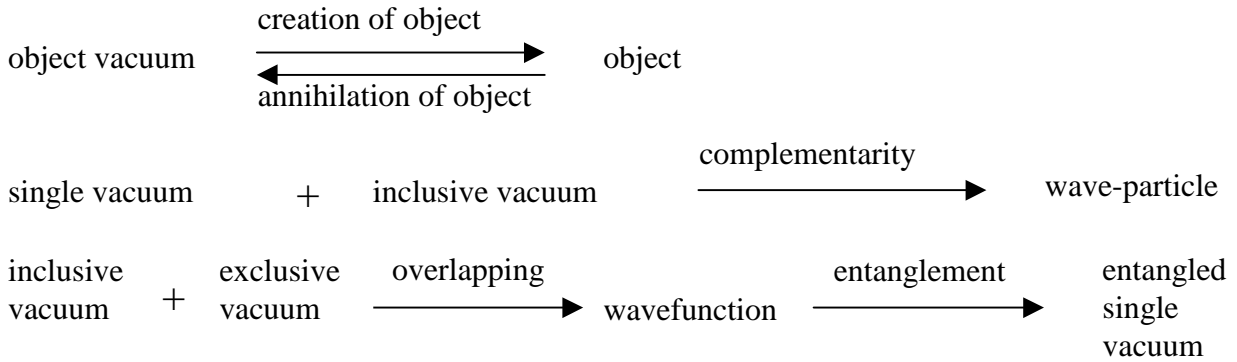 creation of object
object vacuum object
annihilation of object
complementarity
single vacuum + inclusive vacuum wave-particle
inclusive exclusive overlapping entanglement entangled
vacuum + vacuum wavefunction single
vacuum